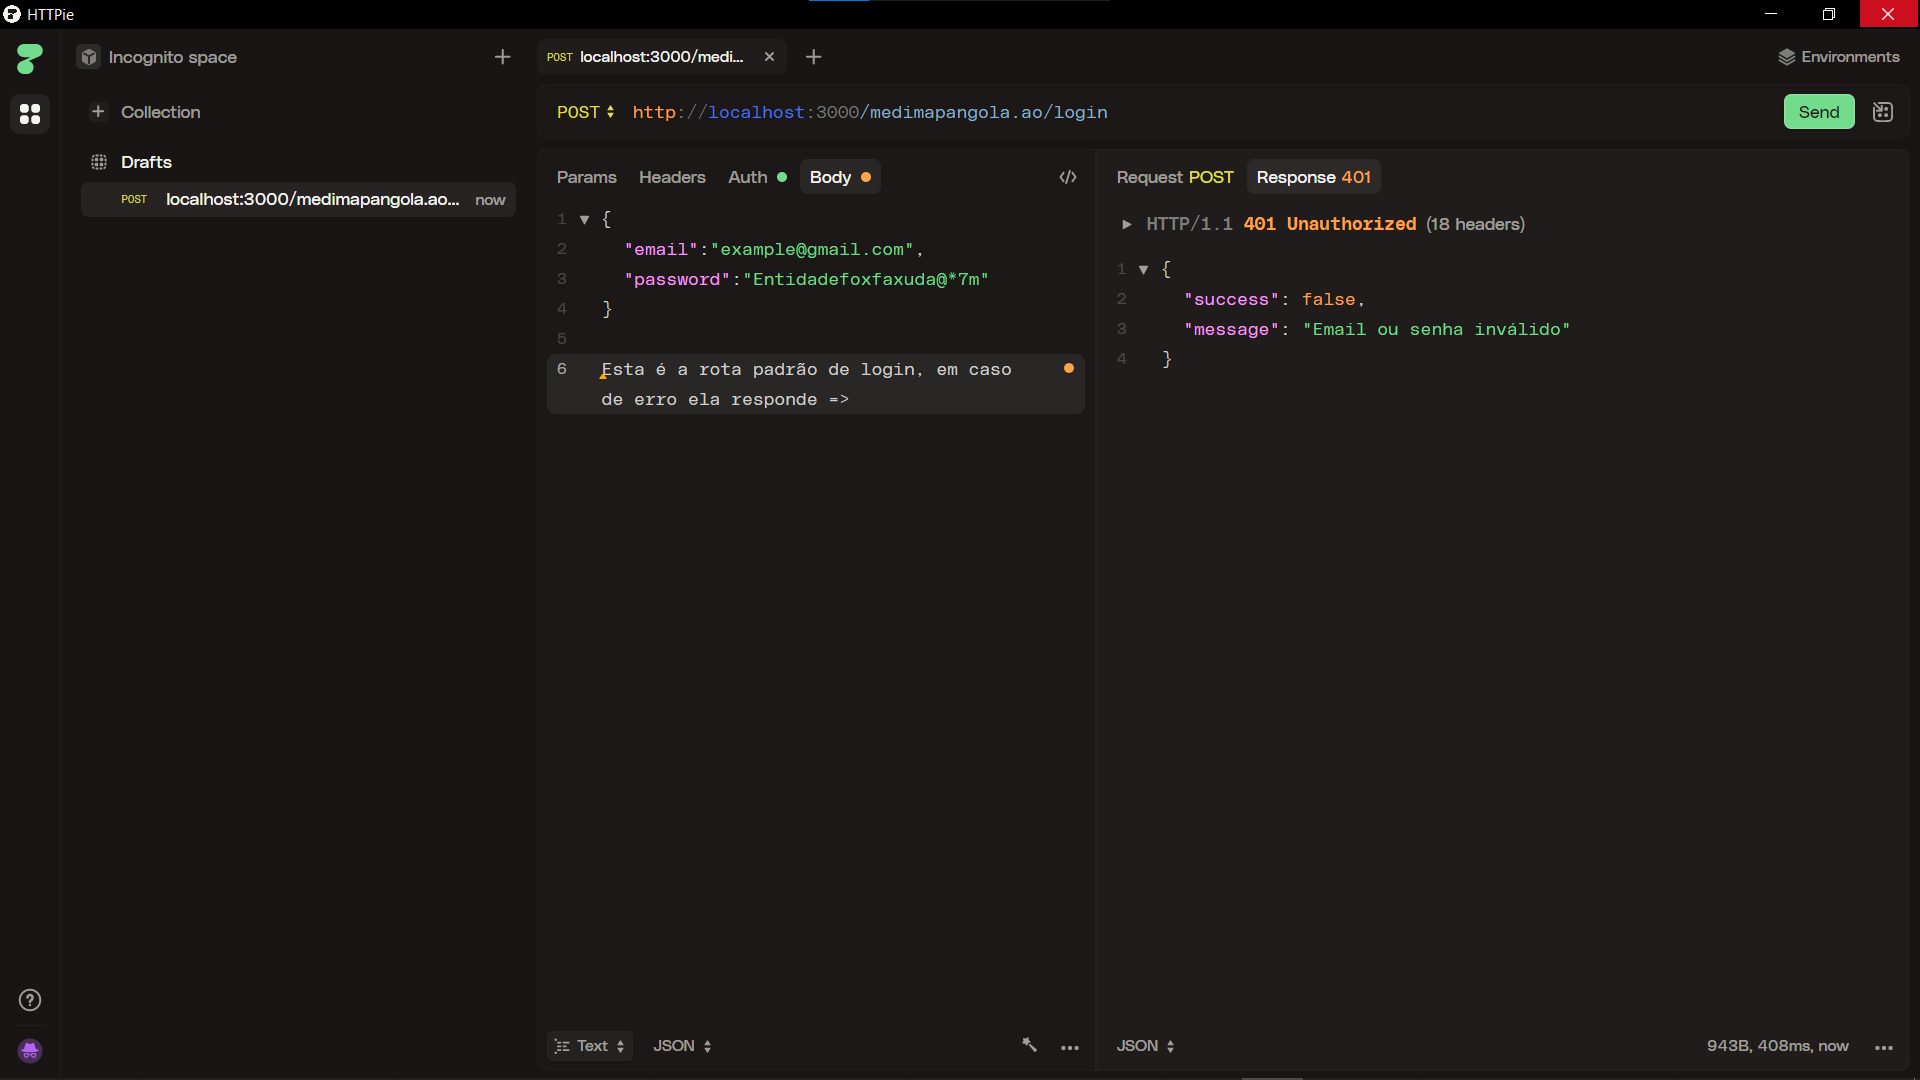 HTTPie
Incognito space
POST localhost:3000/medi...
Environments
Collection
POST http://localhost:3000/medimapangola.ao/login
Send
Drafts
POST localhost:3000/medimapangola.ao... now
Params Headers Auth Body
Request POST Response 401
HTTP/1.1 401 Unauthorized (18 headers)
1 {
2 "email":"example@gmail.com",
3 "password":"Entidadefoxfaxuda@*7m"
4 }
5
6 Esta é a rota padrão de login, em caso
de erro ela responde =>
1 {
2 "success": false,
3 "message": "Email ou senha inválido"
4 }
Text JSON
JSON
943B, 408ms, now